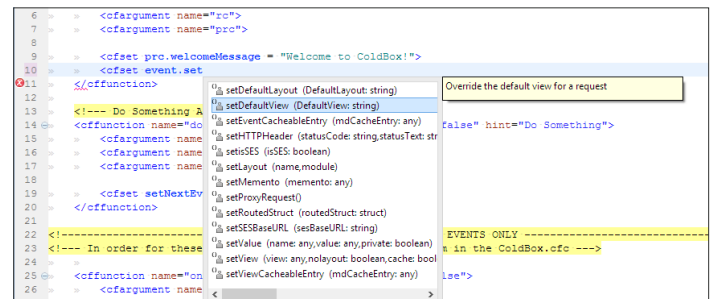 6 <cfargument name="rc">
7 <cfargument name="prc">
8
9 <cfset prc.welcomeMessage = "Welcome to ColdBox!">
10 <cfset event.set
11 </cffunction>
12
13 <!--- Do Something A
14 <cffunction name="do
15 <cfargument name
16 <cfargument name
17 <cfargument name
18
19 <cfset setNextEv
20 </cffunction>
21
22 <!------------------------------------------- EVENTS ONLY ------------------
23 <!--- In order for these
24
25 <cffunction name="on
26 <cfargument name
setDefaultLayout (DefaultLayout: string)
setDefaultView (DefaultView: string)
setEventCacheableEntry (mdCacheEntry: any)
setHTTPHeader (statusCode: string,statusText: str
setisSES (isSES: boolean)
setLayout (name,module)
setMemento (memento: any)
setProxyRequest()
setRoutedStruct (routedStruct: struct)
setSESBaseURL (sesBaseURL: string)
setValue (name: any,value: any,private: boolean)
setView (view: any,nolayout: boolean,cache: bool
setViewCacheableEntry (mdCacheEntry: any)
Override the default view for a request
false" hint="Do Something">
in the ColdBox.cfc --->
lse">